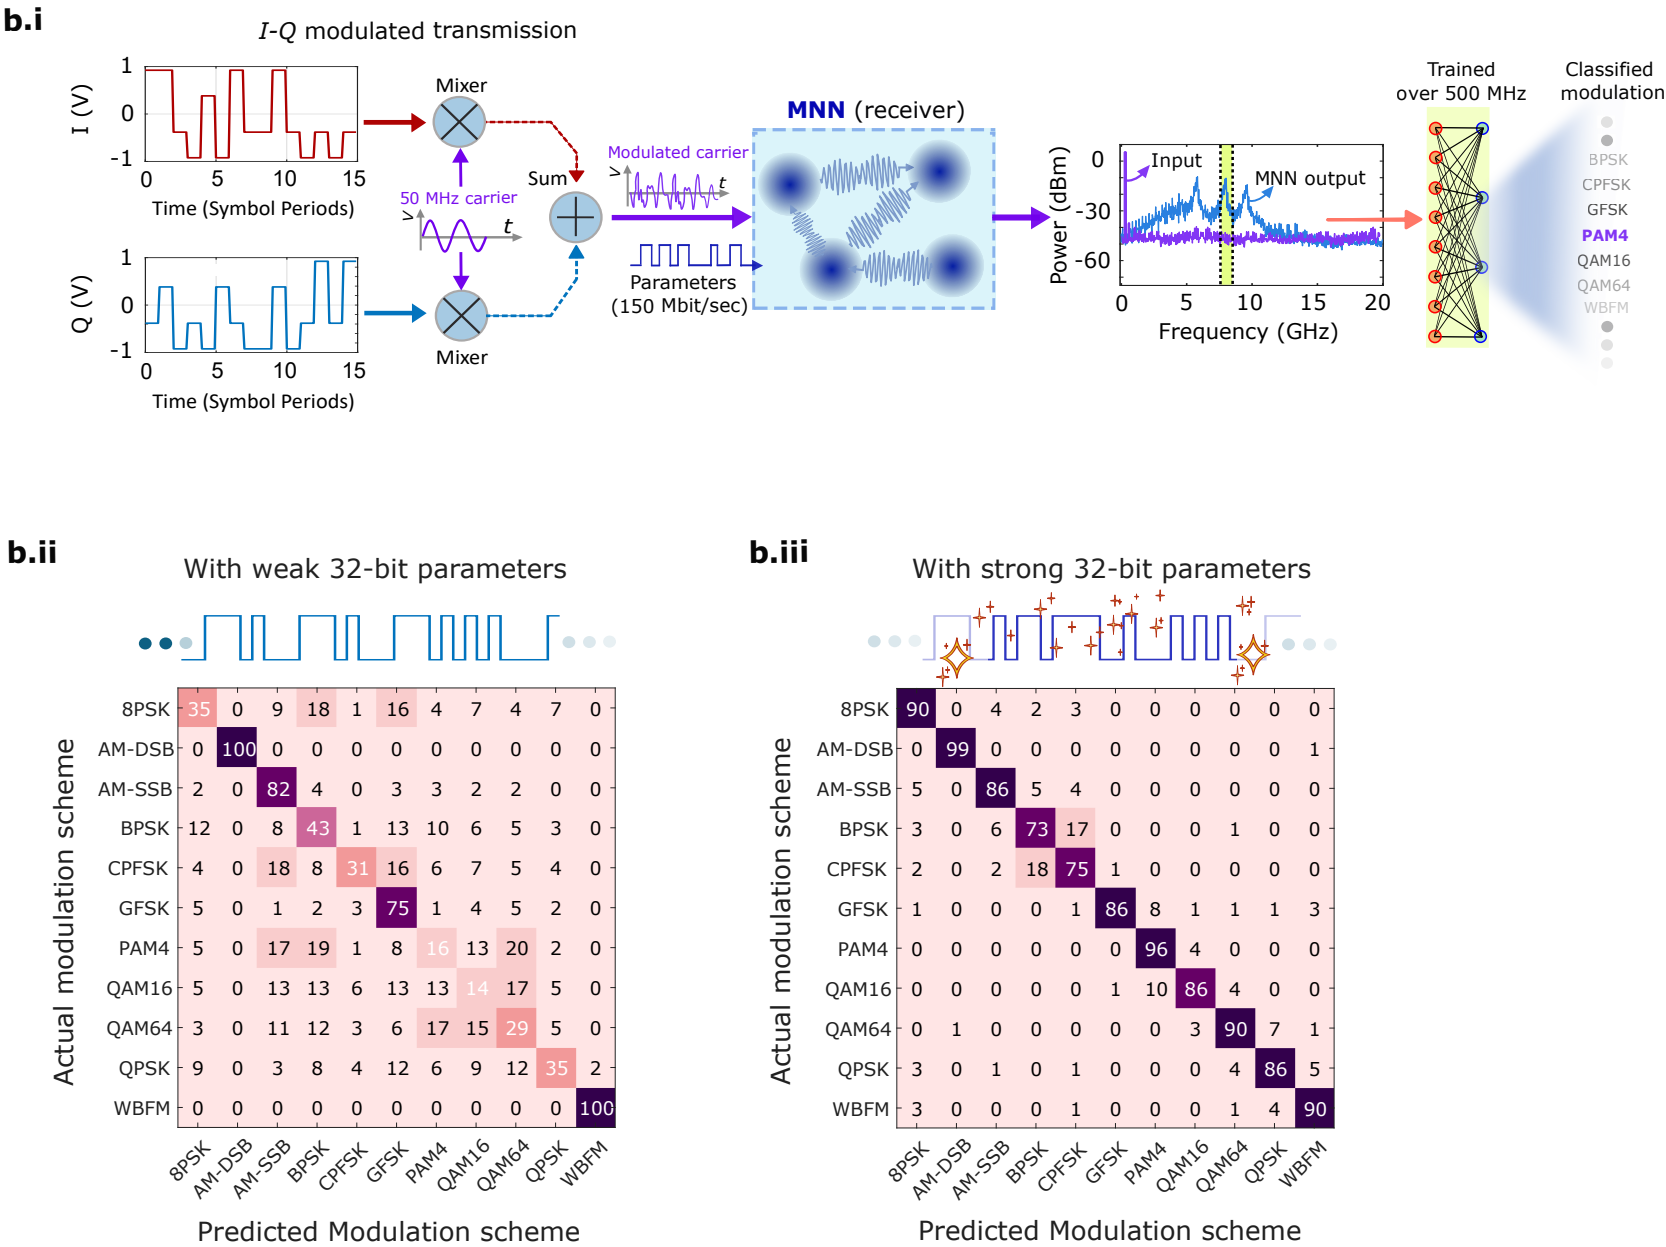 b.i
I-Q modulated transmission
I (V)
1
0
-1
0 5 10 15
Time (Symbol Periods)
Q (V)
1
0
-1
0 5 10 15
Time (Symbol Periods)
Mixer
50 MHz carrier
V
t
Mixer
Sum
Modulated carrier
V
t
Parameters
(150 Mbit/sec)
MNN (receiver)
Power (dBm)
0
-30
-60
Input
MNN output
0 5 10 15 20
Frequency (GHz)
Trained
over 500 MHz
Classified
modulation
BPSK
CPFSK
GFSK
PAM4
QAM16
QAM64
WBFM
b.ii
With weak 32-bit parameters
Actual modulation scheme
8PSK 35 0 9 18 1 16 4 7 4 7 0
AM-DSB 0 100 0 0 0 0 0 0 0 0 0
AM-SSB 2 0 82 4 0 3 3 2 2 0 0
BPSK 12 0 8 43 1 13 10 6 5 3 0
CPFSK 4 0 18 8 31 16 6 7 5 4 0
GFSK 5 0 1 2 3 75 1 4 5 2 0
PAM4 5 0 17 19 1 8 16 13 20 2 0
QAM16 5 0 13 13 6 13 13 14 17 5 0
QAM64 3 0 11 12 3 6 17 15 29 5 0
QPSK 9 0 3 8 4 12 6 9 12 35 2
WBFM 0 0 0 0 0 0 0 0 0 0 100
8PSK AM-DSB AM-SSB BPSK CPFSK GFSK PAM4 QAM16 QAM64 QPSK WBFM
Predicted Modulation scheme
b.iii
With strong 32-bit parameters
Actual modulation scheme
8PSK 90 0 4 2 3 0 0 0 0 0 0
AM-DSB 0 99 0 0 0 0 0 0 0 0 1
AM-SSB 5 0 86 5 4 0 0 0 0 0 0
BPSK 3 0 6 73 17 0 0 0 1 0 0
CPFSK 2 0 2 18 75 1 0 0 0 0 0
GFSK 1 0 0 0 1 86 8 1 1 1 3
PAM4 0 0 0 0 0 0 96 4 0 0 0
QAM16 0 0 0 0 0 1 10 86 4 0 0
QAM64 0 1 0 0 0 0 0 3 90 7 1
QPSK 3 0 1 0 1 0 0 0 4 86 5
WBFM 3 0 0 0 1 0 0 0 1 4 90
8PSK AM-DSB AM-SSB BPSK CPFSK GFSK PAM4 QAM16 QAM64 QPSK WBFM
Predicted Modulation scheme